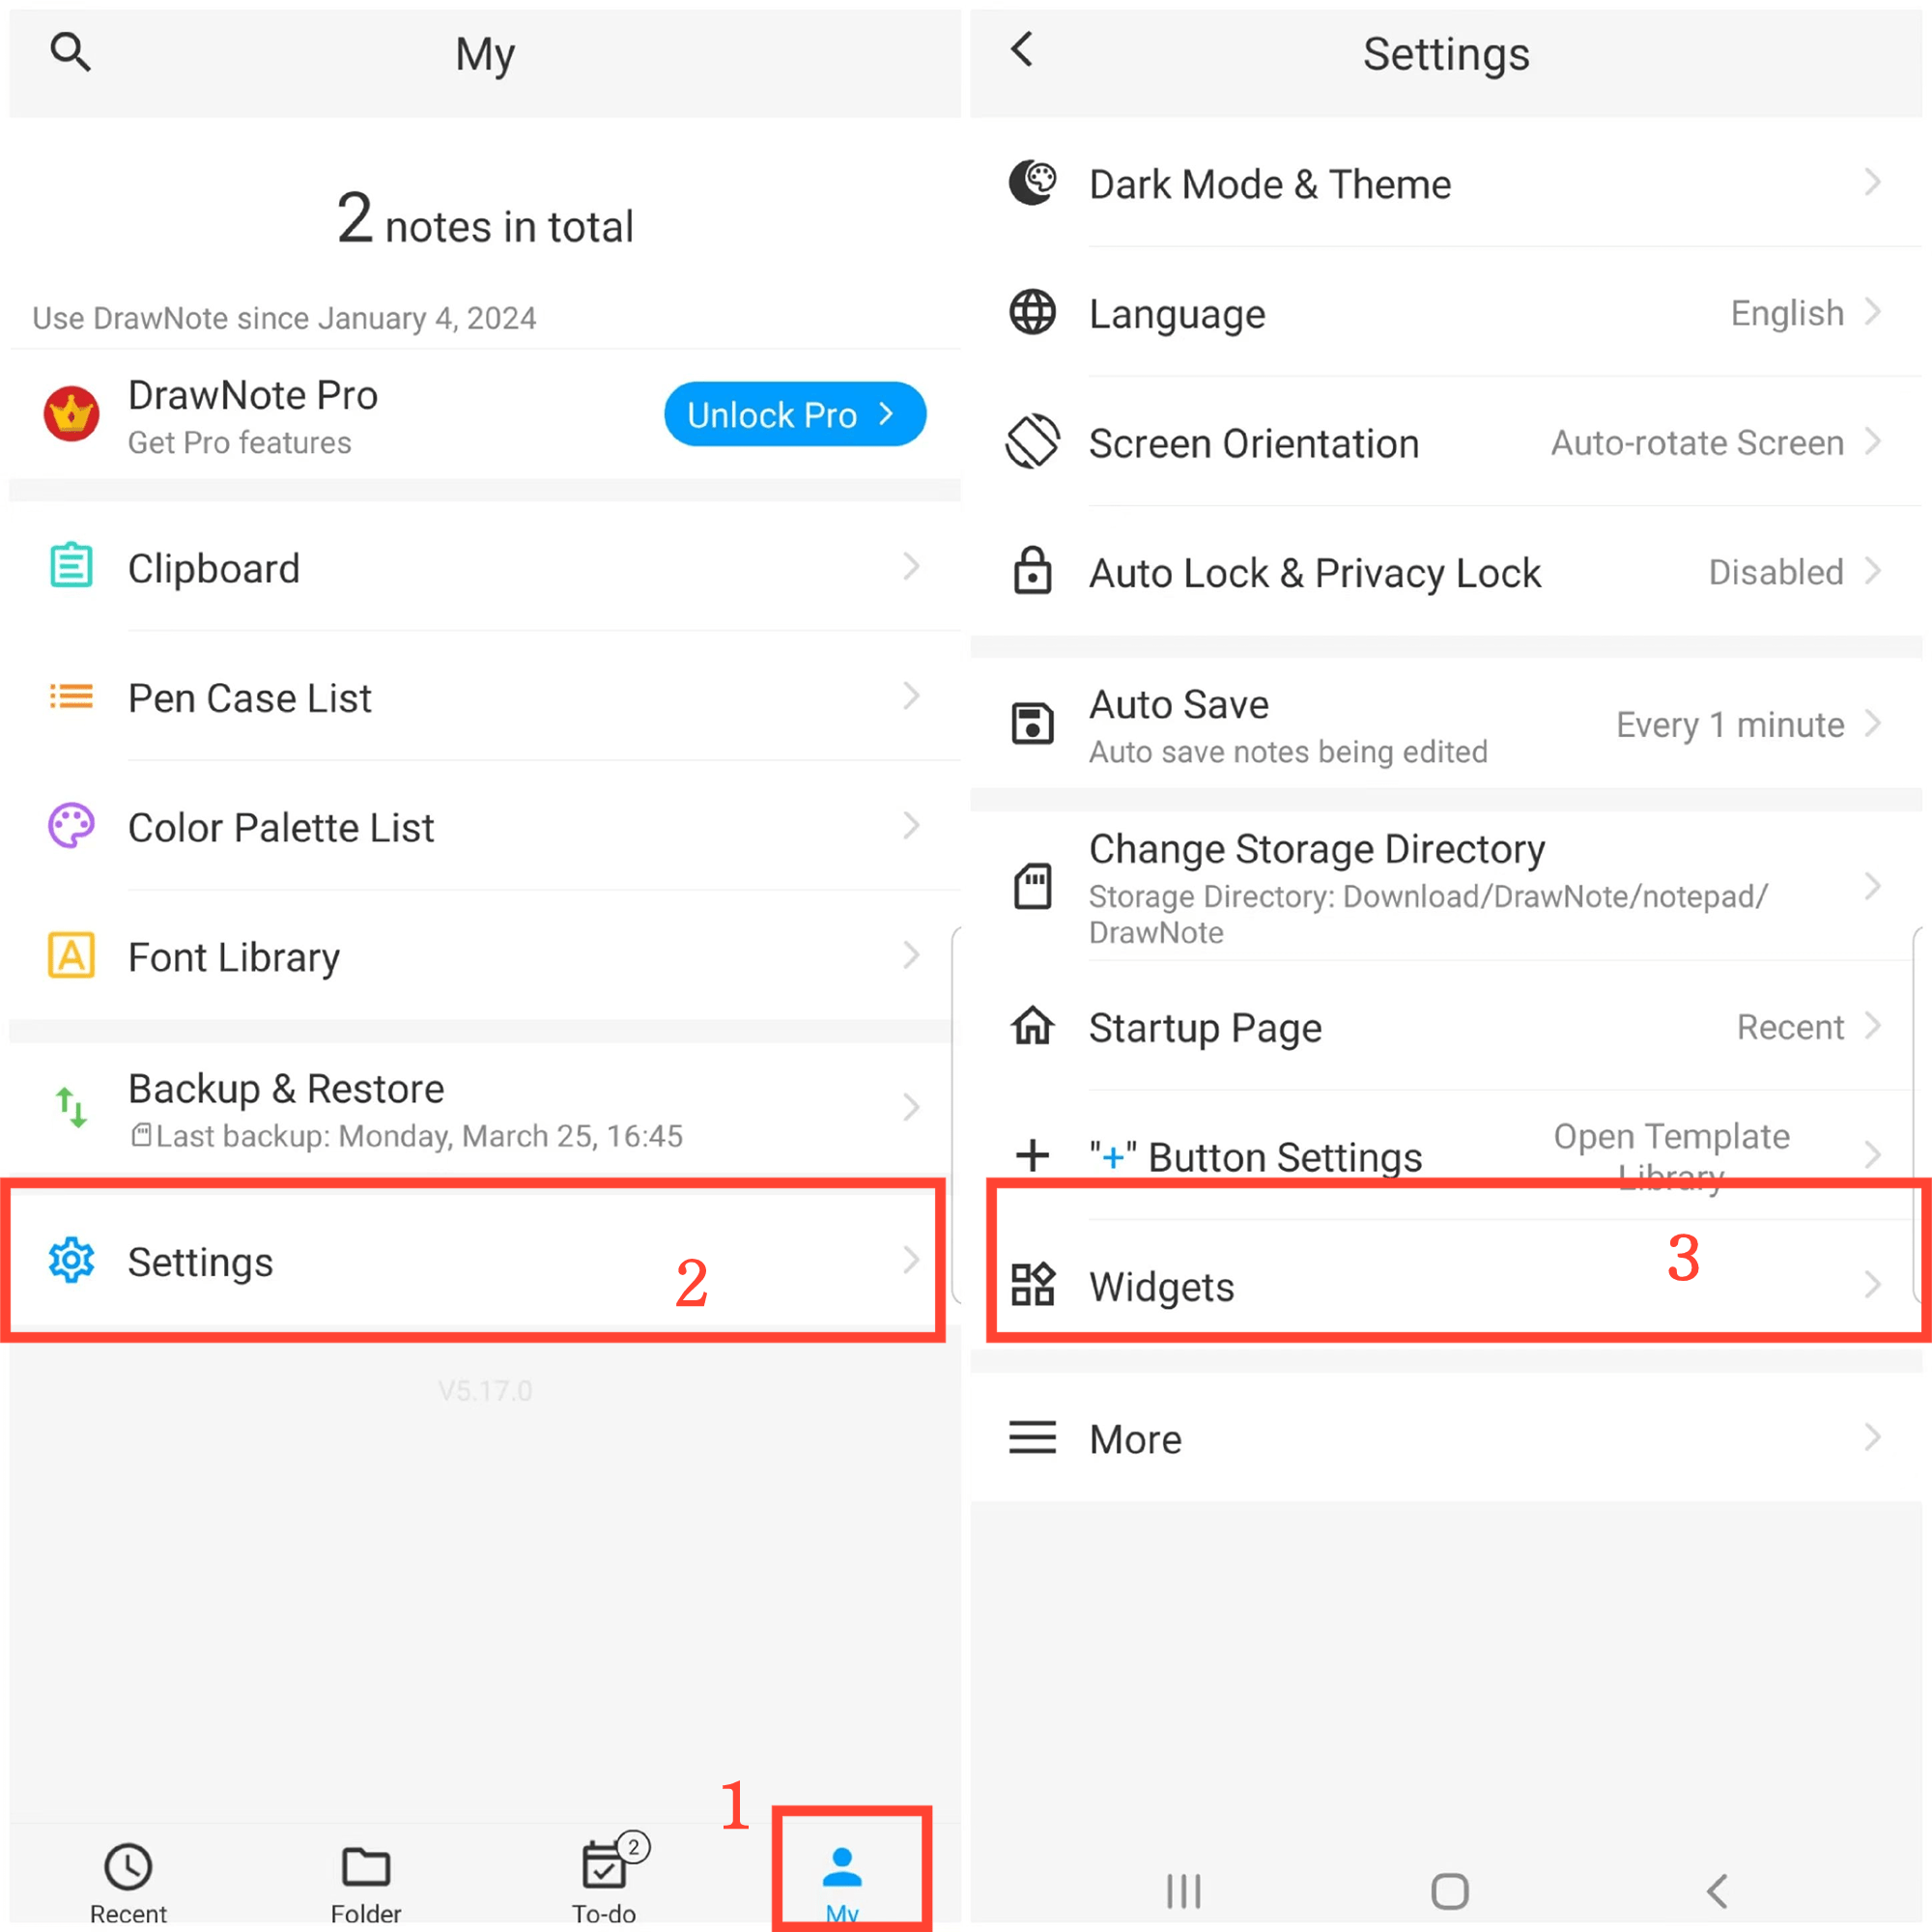 My
2 notes in total
Use DrawNote since January 4, 2024
DrawNote Pro
Get Pro features
Unlock Pro
Clipboard
Pen Case List
Color Palette List
A Font Library
Backup & Restore
Last backup: Monday, March 25, 16:45
Settings
2
V5.17.0
1
2
Recent
Folder
To-do
My
Settings
Dark Mode & Theme
Language English
Screen Orientation Auto-rotate Screen
Auto Lock & Privacy Lock Disabled
Auto Save
Auto save notes being edited
Every 1 minute
Change Storage Directory
Storage Directory: Download/DrawNote/notepad/
DrawNote
Startup Page Recent
"+" Button Settings
Open Template
Library
3
Widgets
More